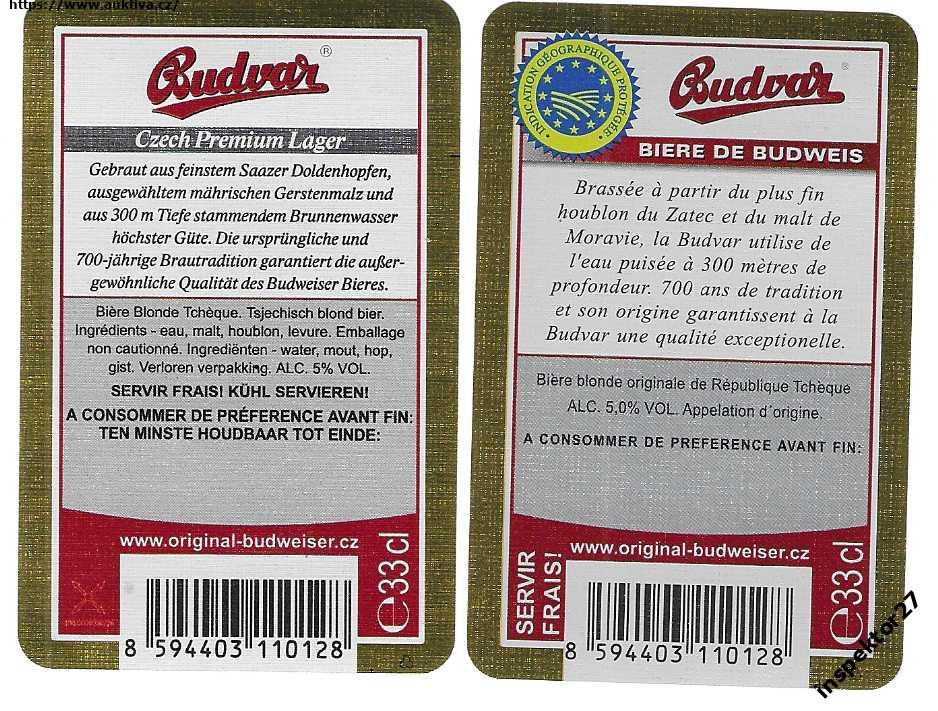 https://www.auktiva.cz/
Budvar ®
Czech Premium Lager
Gebraut aus feinstem Saazer Doldenhopfen,
ausgewähltem mährischen Gerstenmalz und
aus 300 m Tiefe stammendem Brunnenwasser
höchster Güte. Die ursprüngliche und
700-jährige Brautradition garantiert die außer-
gewöhnliche Qualität des Budweiser Bieres.
Bière Blonde Tchèque. Tsjechisch blond bier.
Ingrédients - eau, malt, houblon, levure. Emballage
non cautionné. Ingrediënten - water, mout, hop,
gist. Verloren verpakking. ALC. 5% VOL.
SERVIR FRAIS! KÜHL SERVIEREN!
A CONSOMMER DE PRÉFERENCE AVANT FIN:
TEN MINSTE HOUDBAAR TOT EINDE:
www.original-budweiser.cz
e33cl
8 594403 110128
INDICATION GÉOGRAPHIQUE PROTÉGÉE
Budvar ®
BIERE DE BUDWEIS
Brassée à partir du plus fin
houblon du Zatec et du malt de
Moravie, la Budvar utilise de
l'eau puisée à 300 mètres de
profondeur. 700 ans de tradition
et son origine garantissent à la
Budvar une qualité exceptionelle.
Bière blonde originale de République Tchèque
ALC. 5,0% VOL. Appelation d´origine.
A CONSOMMER DE PREFERENCE AVANT FIN:
www.original-budweiser.cz
SERVIR
FRAIS!
e33cl
8 594403 110128
inspektor27